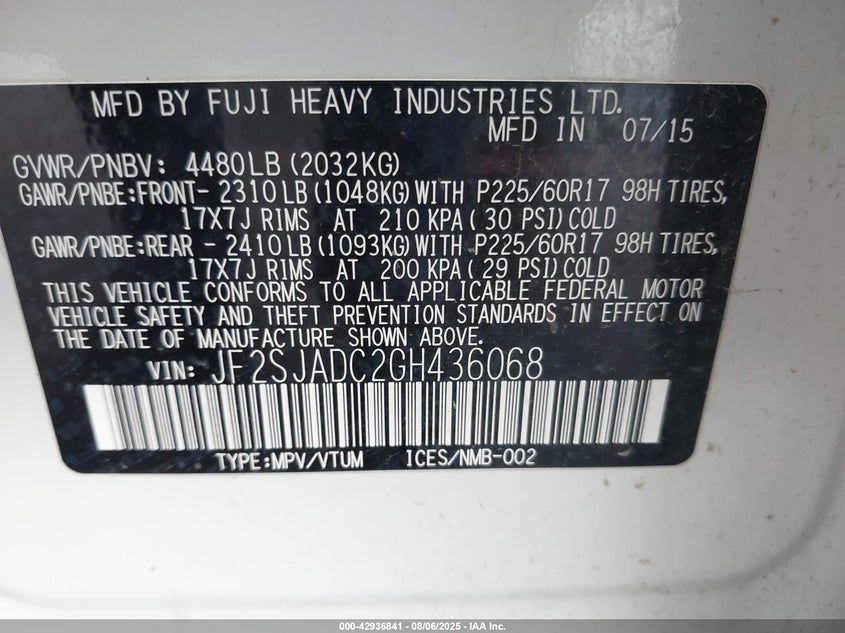 MFD BY FUJI HEAVY INDUSTRIES LTD.
MFD IN 07/15
GVWR/PNBV: 4480LB (2032KG)
GAWR/PNBE:FRONT- 2310LB (1048KG) WITH P225/60R17 98H TIRES,
17X7J RIMS AT 210 KPA (30 PSI) COLD
GAWR/PNBE:REAR - 2410LB (1093KG) WITH P225/60R17 98H TIRES,
17X7J RIMS AT 200 KPA (29 PSI) COLD
THIS VEHICLE CONFORMS TO ALL APPLICABLE FEDERAL MOTOR
VEHICLE SAFETY AND THEFT PREVENTION STANDARDS IN EFFECT ON
THE DATE OF MANUFACTURE SHOWN ABOVE.
VIN: JF2SJADC2GH436068
TYPE:MPV/VTUM ICES/NMB-002
000-42936841 - 08/06/2025 - IAA Inc.